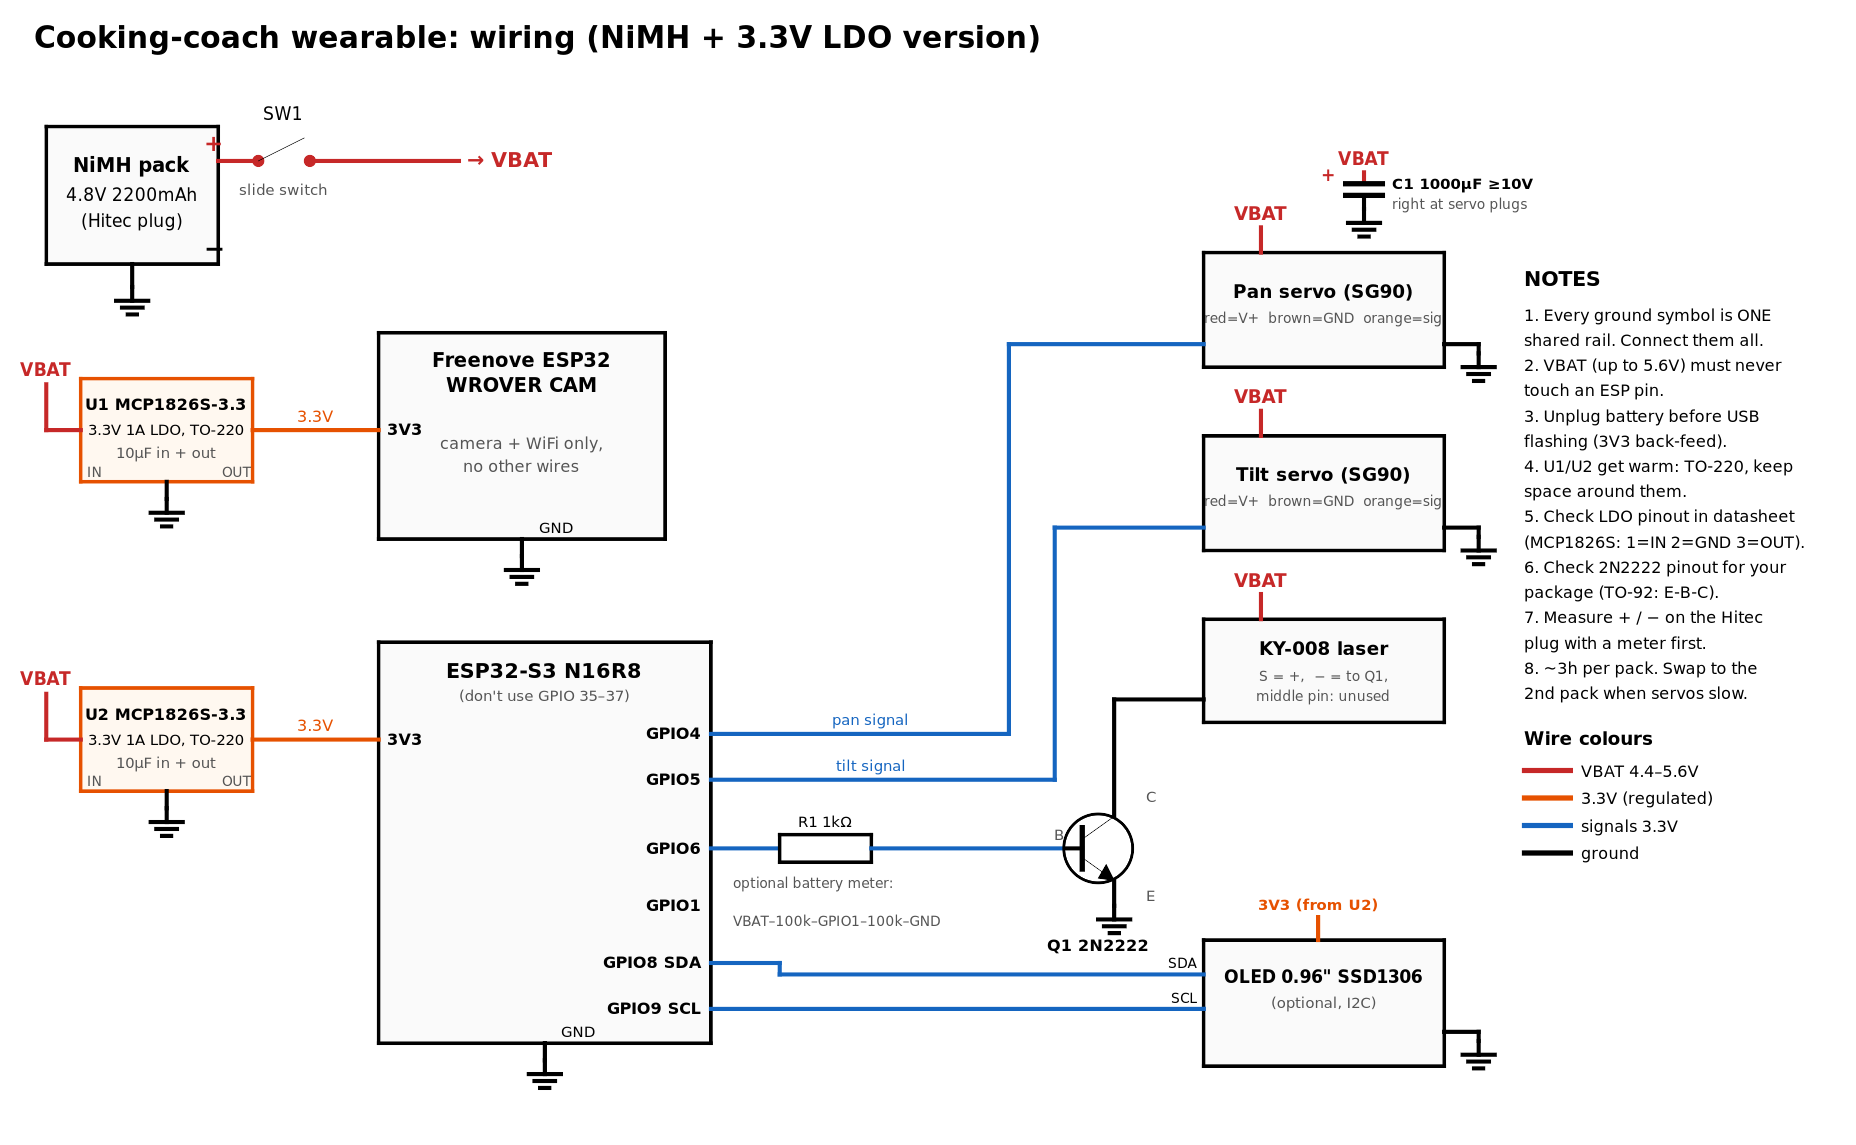 Cooking-coach wearable: wiring (NiMH + 3.3V LDO version)
SW1
NiMH pack
4.8V 2200mAh
(Hitec plug)
+
−
→ VBAT
slide switch
VBAT
U1 MCP1826S-3.3
3.3V 1A LDO, TO-220
10µF in + out
IN
OUT
3.3V
Freenove ESP32
WROVER CAM
3V3
camera + WiFi only,
no other wires
GND
VBAT
U2 MCP1826S-3.3
3.3V 1A LDO, TO-220
10µF in + out
IN
OUT
3.3V
ESP32-S3 N16R8
(don't use GPIO 35–37)
3V3
GPIO4
GPIO5
GPIO6
GPIO1
GPIO8 SDA
GPIO9 SCL
GND
pan signal
tilt signal
R1 1kΩ
optional battery meter:
VBAT–100k–GPIO1–100k–GND
B
C
E
Q1 2N2222
VBAT
+
C1 1000µF ≥10V
right at servo plugs
VBAT
Pan servo (SG90)
red=V+ brown=GND orange=sig
VBAT
Tilt servo (SG90)
red=V+ brown=GND orange=sig
VBAT
KY-008 laser
S = +, − = to Q1,
middle pin: unused
3V3 (from U2)
SDA
SCL
OLED 0.96" SSD1306
(optional, I2C)
NOTES
1. Every ground symbol is ONE
shared rail. Connect them all.
2. VBAT (up to 5.6V) must never
touch an ESP pin.
3. Unplug battery before USB
flashing (3V3 back-feed).
4. U1/U2 get warm: TO-220, keep
space around them.
5. Check LDO pinout in datasheet
(MCP1826S: 1=IN 2=GND 3=OUT).
6. Check 2N2222 pinout for your
package (TO-92: E-B-C).
7. Measure + / − on the Hitec
plug with a meter first.
8. ~3h per pack. Swap to the
2nd pack when servos slow.
Wire colours
VBAT 4.4–5.6V
3.3V (regulated)
signals 3.3V
ground